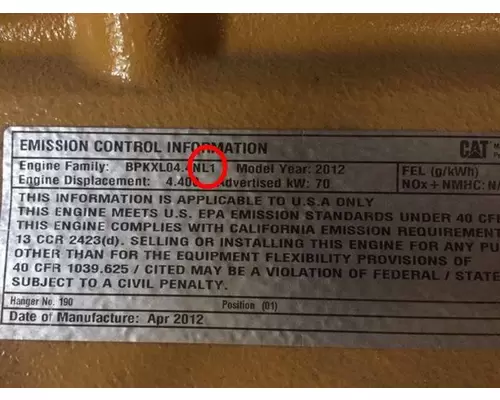 EMISSION CONTROL INFORMATION
CAT
Engine Family: BPKXL04.4NL1 Model Year: 2012
FEL (g/kWh)
Engine Displacement: Advertised kW: 70
NOx + NMHC:
THIS INFORMATION IS APPLICABLE TO U.S.A ONLY
THIS ENGINE MEETS U.S. EPA EMISSION STANDARDS UNDER 40 CFR
THIS ENGINE COMPLIES WITH CALIFORNIA EMISSION REQUIREMENT
13 CCR 2423(d). SELLING OR INSTALLING THIS ENGINE FOR ANY PU
OTHER THAN FOR THE EQUIPMENT FLEXIBILITY PROVISIONS OF
40 CFR 1039.625 / CITED MAY BE A VIOLATION OF FEDERAL / STATE
SUBJECT TO A CIVIL PENALTY.
Hanger No. 190 Position (01)
Date of Manufacture: Apr 2012